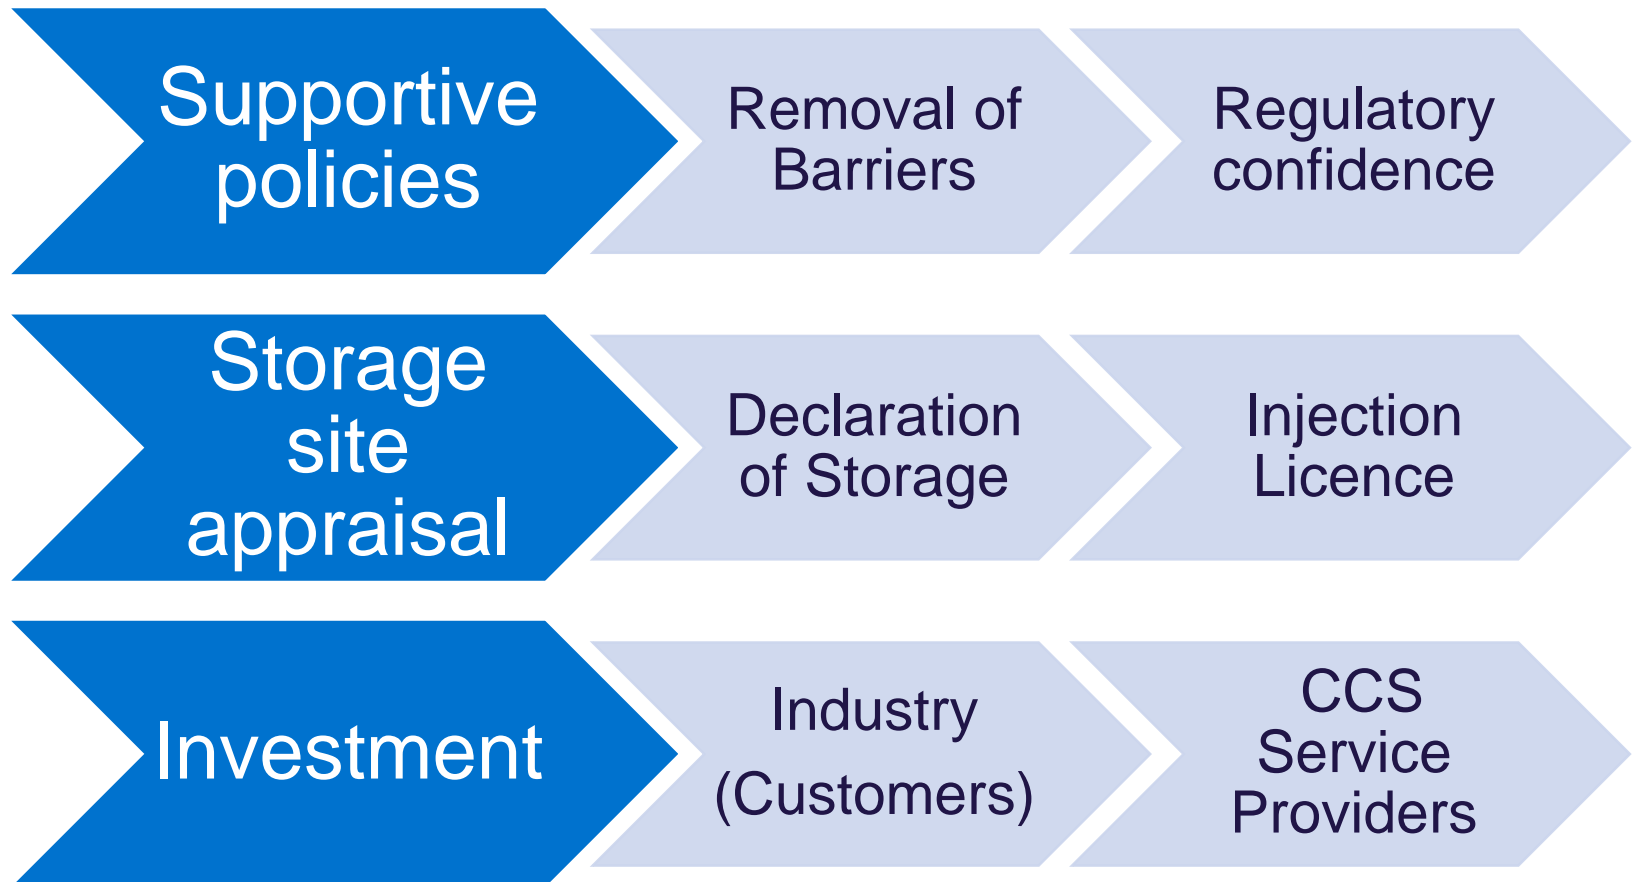 Supportive
policies
Removal of
Barriers
Regulatory
confidence
Storage
site
appraisal
Declaration
of Storage
Injection
Licence
Investment
Industry
(Customers)
CCS
Service
Providers